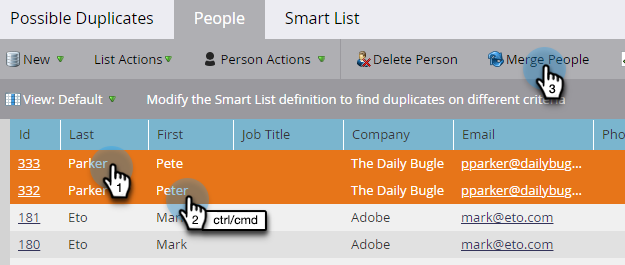 Possible Duplicates People Smart List
New List Actions Person Actions Delete Person Merge People
3
View: Default Modify the Smart List definition to find duplicates on different criteria
Id Last First Job Title Company Email Pho
333 Parker Pete The Daily Bugle pparker@dailybug...
1
332 Parker Peter The Daily Bugle pparker@dailybug...
2 ctrl/cmd
181 Eto Mark Adobe mark@eto.com
180 Eto Mark Adobe mark@eto.com